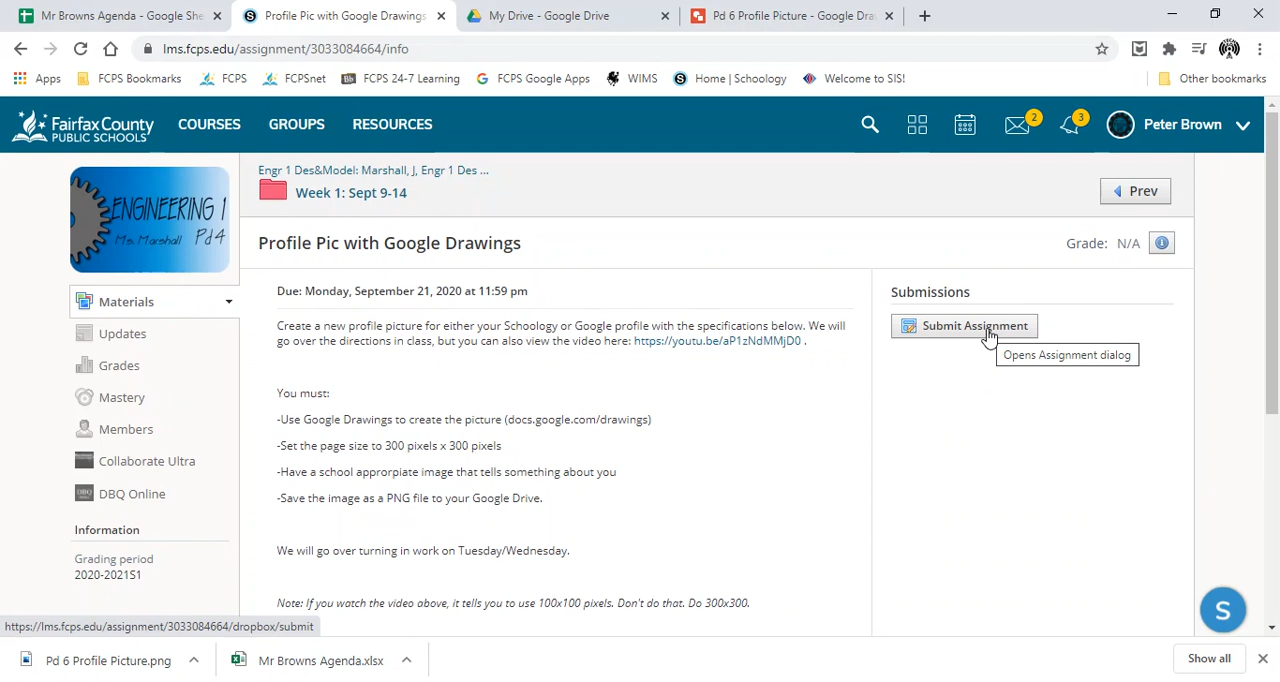 Mr Browns Agenda - Google She
Profile Pic with Google Drawings
My Drive - Google Drive
Pd 6 Profile Picture - Google Dra
lms.fcps.edu/assignment/3033084664/info
Apps
FCPS Bookmarks
FCPS
FCPSnet
Bb
FCPS 24-7 Learning
G
FCPS Google Apps
WIMS
S
Home | Schoology
Welcome to SIS!
Other bookmarks
Fairfax County
PUBLIC SCHOOLS
COURSES
GROUPS
RESOURCES
2
3
Peter Brown
ENGINEERING 1
Ms. Marshall Pd 4
Engr 1 Des&Model: Marshall, J, Engr 1 Des ...
Week 1: Sept 9-14
Prev
Profile Pic with Google Drawings
Grade: N/A
Materials
Updates
Grades
Mastery
Members
Collaborate Ultra
DBQ
DBQ Online
Information
Grading period
2020-2021S1
Due: Monday, September 21, 2020 at 11:59 pm
Create a new profile picture for either your Schoology or Google profile with the specifications below. We will
go over the directions in class, but you can also view the video here: https://youtu.be/aP1zNdMMjD0 .
You must:
-Use Google Drawings to create the picture (docs.google.com/drawings)
-Set the page size to 300 pixels x 300 pixels
-Have a school approrpiate image that tells something about you
-Save the image as a PNG file to your Google Drive.
We will go over turning in work on Tuesday/Wednesday.
Note: If you watch the video above, it tells you to use 100x100 pixels. Don't do that. Do 300x300.
Submissions
Submit Assignment
Opens Assignment dialog
S
https://lms.fcps.edu/assignment/3033084664/dropbox/submit
Pd 6 Profile Picture.png
Mr Browns Agenda.xlsx
Show all